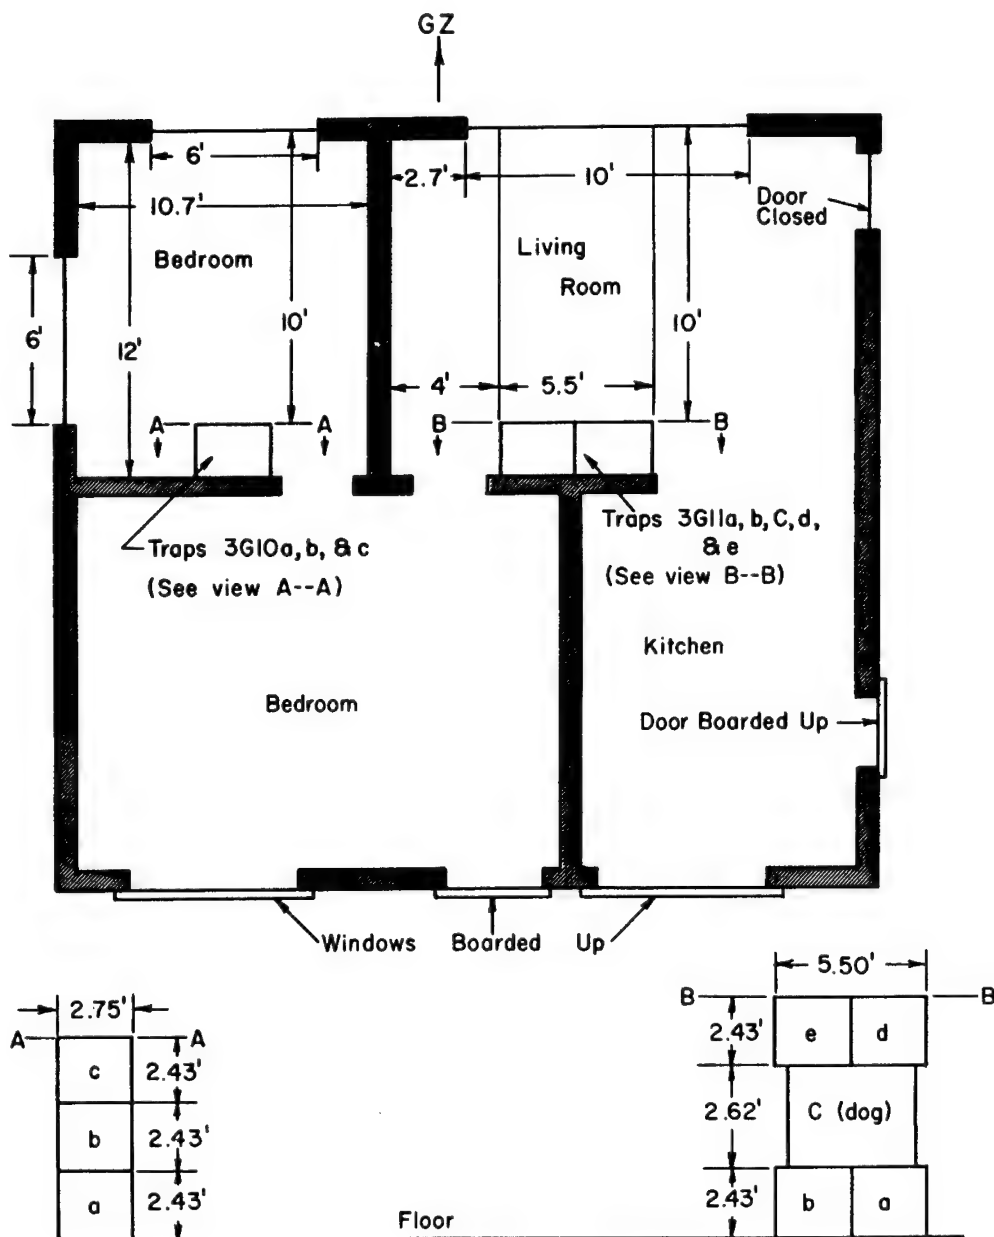 GZ
6'
2.7'
10'
10.7'
Door
Closed
Bedroom
Living
Room
6'
12'
10'
10'
4'
5.5'
A
A
B
B
Traps 3G10a, b, & c
(See view A--A)
Traps 3G11a, b, C, d,
& e
(See view B--B)
Kitchen
Bedroom
Door Boarded Up
Windows Boarded Up
2.75'
A
A
c
2.43'
b
2.43'
a
2.43'
Floor
5.50'
B
B
2.43'
e
d
2.62'
C (dog)
2.43'
b
a